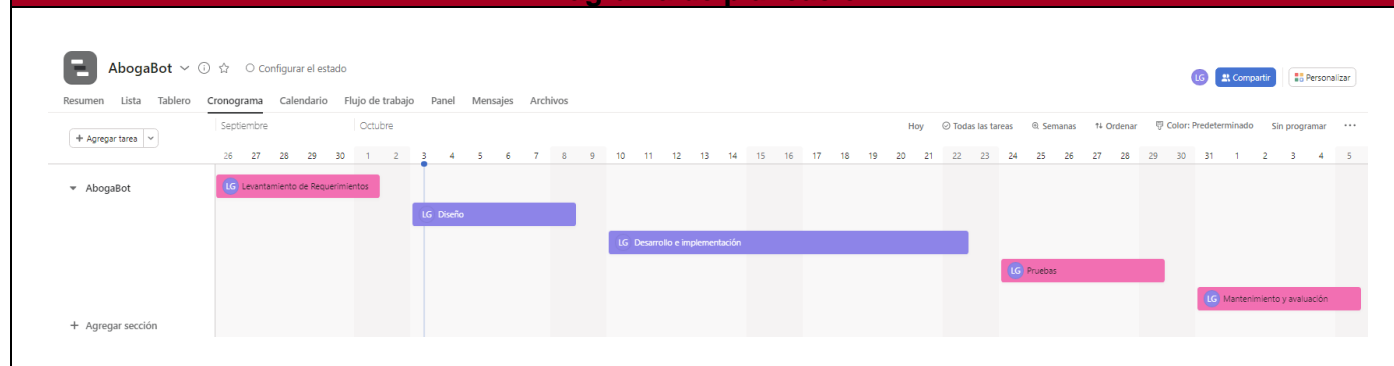 AbogaBot
Configurar el estado
LG
Compartir
Personalizar
Resumen Lista Tablero Cronograma Calendario Flujo de trabajo Panel Mensajes Archivos
+ Agregar tarea
Septiembre Octubre
Hoy Todas las tareas Semanas Ordenar Color: Predeterminado Sin programar ...
26 27 28 29 30 1 2 3 4 5 6 7 8 9 10 11 12 13 14 15 16 17 18 19 20 21 22 23 24 25 26 27 28 29 30 31 1 2 3 4 5
AbogaBot
LG Levantamiento de Requerimientos
LG Diseño
LG Desarrollo e implementación
LG Pruebas
LG Mantenimiento y evaluación
+ Agregar sección